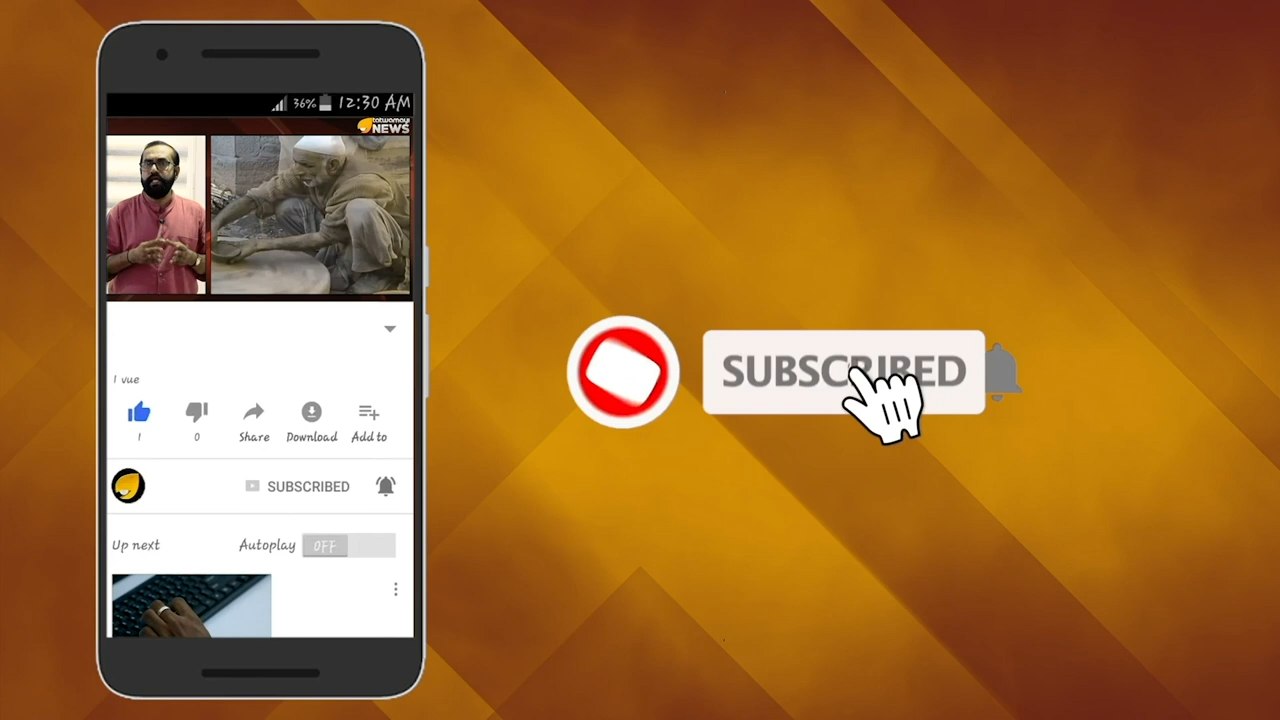 36% 12:30 AM
tatwamayi
NEWS
1 vue
1
0
Share
Download
Add to
SUBSCRIBED
Up next
Autoplay
OFF
SUBSCRIBED